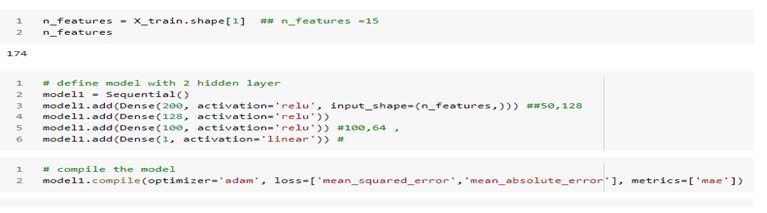 1 n_features = X_train.shape[1] ## n_features =15
2 n_features
174
1 # define model with 2 hidden layer
2 model1 = Sequential()
3 model1.add(Dense(200, activation='relu', input_shape=(n_features,))) ##50,128
4 model1.add(Dense(128, activation='relu'))
5 model1.add(Dense(100, activation='relu')) #100,64 ,
6 model1.add(Dense(1, activation='linear')) #
1 # compile the model
2 model1.compile(optimizer='adam', loss=['mean_squared_error','mean_absolute_error'], metrics=['mae'])